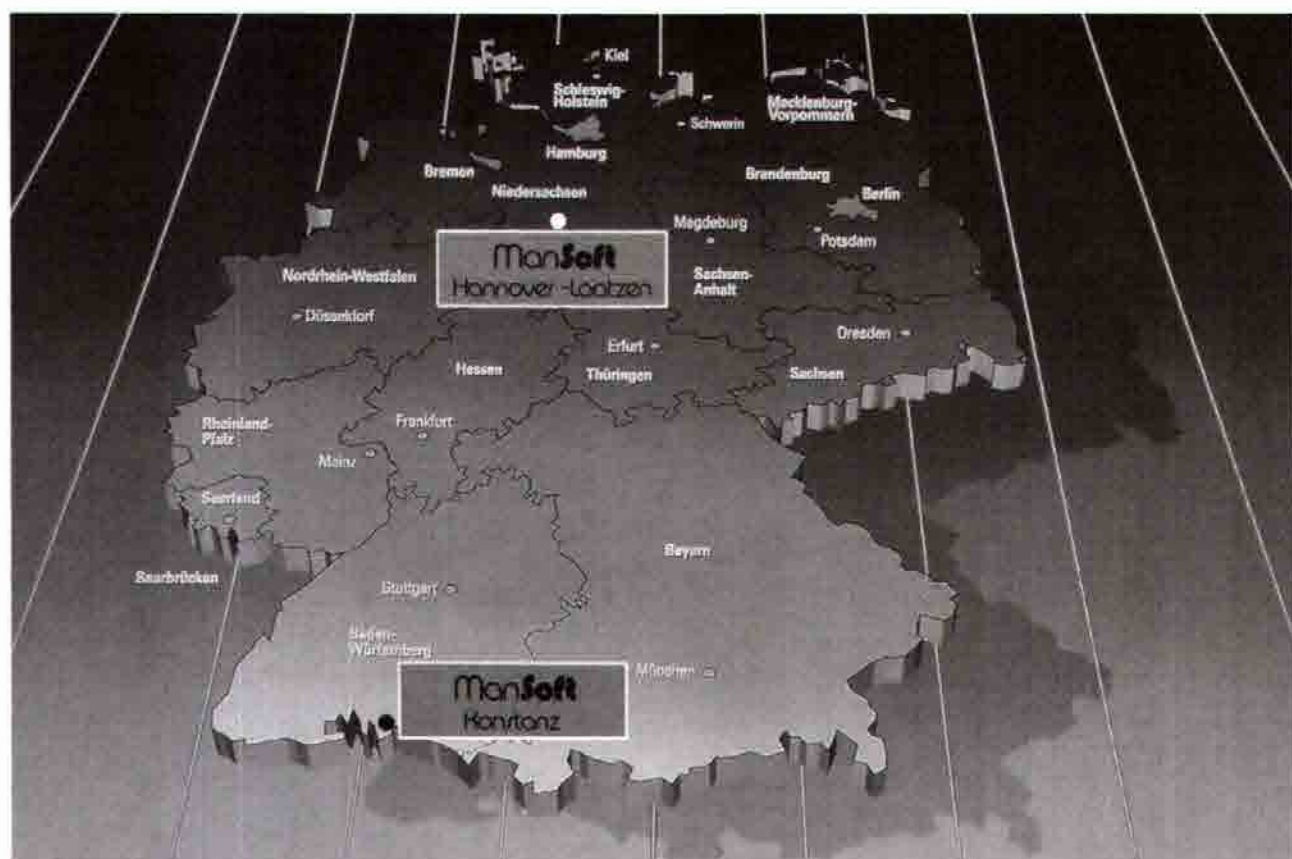 Kiel
Schleswig-
Holstein
Mecklenburg-
Vorpommern
Schwerin
Hamburg
Bremen
Brandenburg
Niedersachsen
Berlin
Magdeburg
Potsdam
ManSoft
Hannover-Laatzen
Nordrhein-Westfalen
Sachsen-
Anhalt
Düsseldorf
Dresden
Erfurt
Hessen
Thüringen
Sachsen
Rheinland-
Pfalz
Frankfurt
Mainz
Saarland
Bayern
Saarbrücken
Stuttgart
Baden-
Württemberg
München
ManSoft
Konstanz